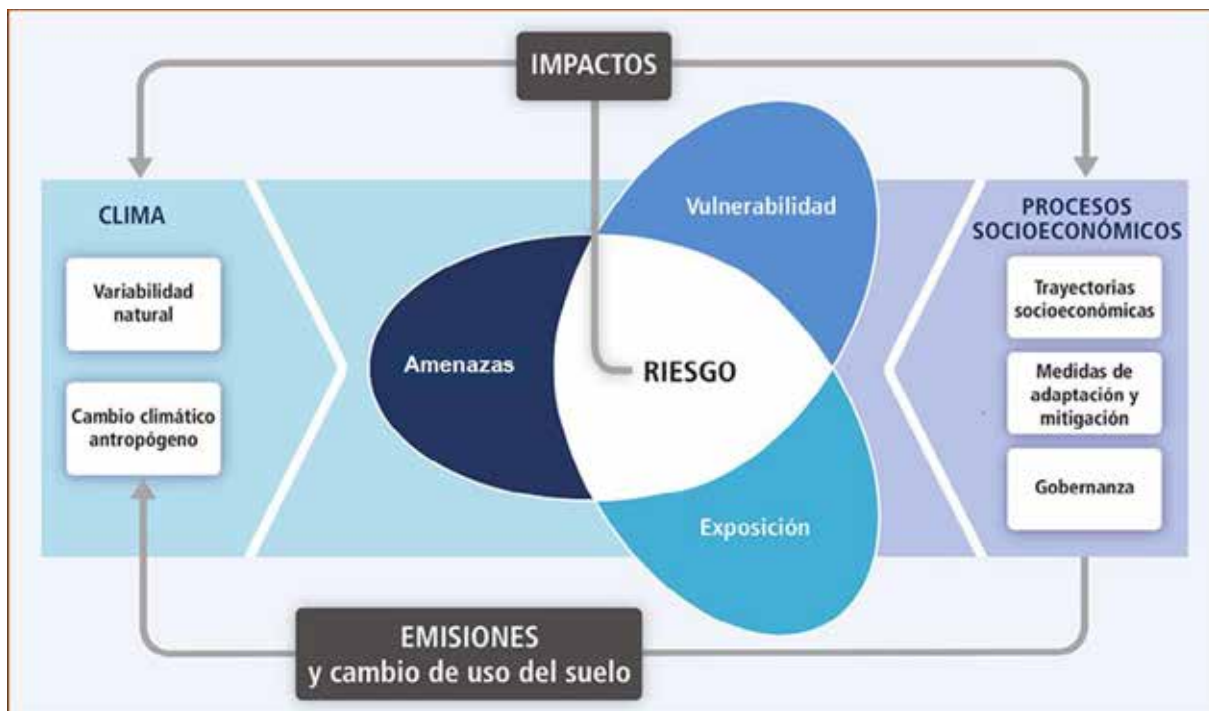 IMPACTOS
CLIMA
Variabilidad
natural
Cambio climático
antropógeno
Vulnerabilidad
Amenazas
RIESGO
Exposición
PROCESOS
SOCIOECONÓMICOS
Trayectorias
socioeconómicas
Medidas de
adaptación y
mitigación
Gobernanza
EMISIONES
y cambio de uso del suelo